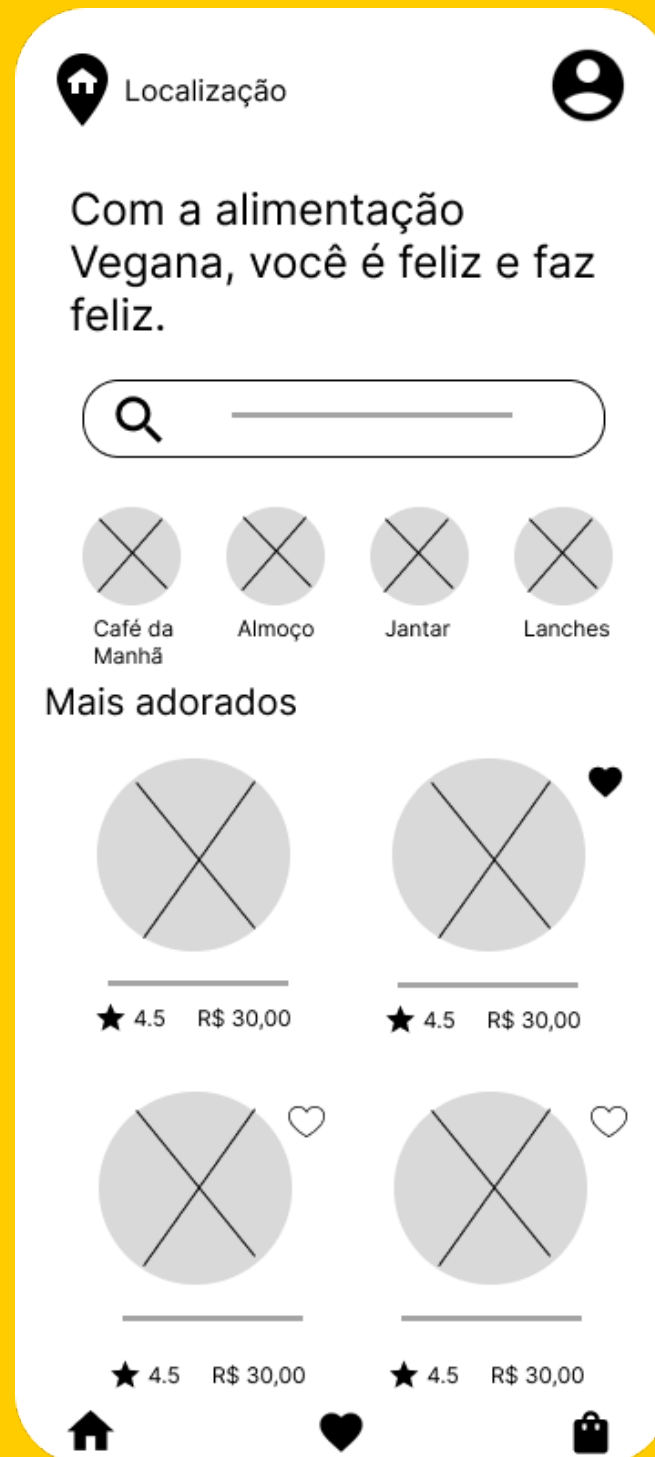 Localização
Com a alimentação
Vegana, você é feliz e faz
feliz.
Café da
Manhã
Almoço
Jantar
Lanches
Mais adorados
4.5 R$ 30,00
4.5 R$ 30,00
4.5 R$ 30,00
4.5 R$ 30,00